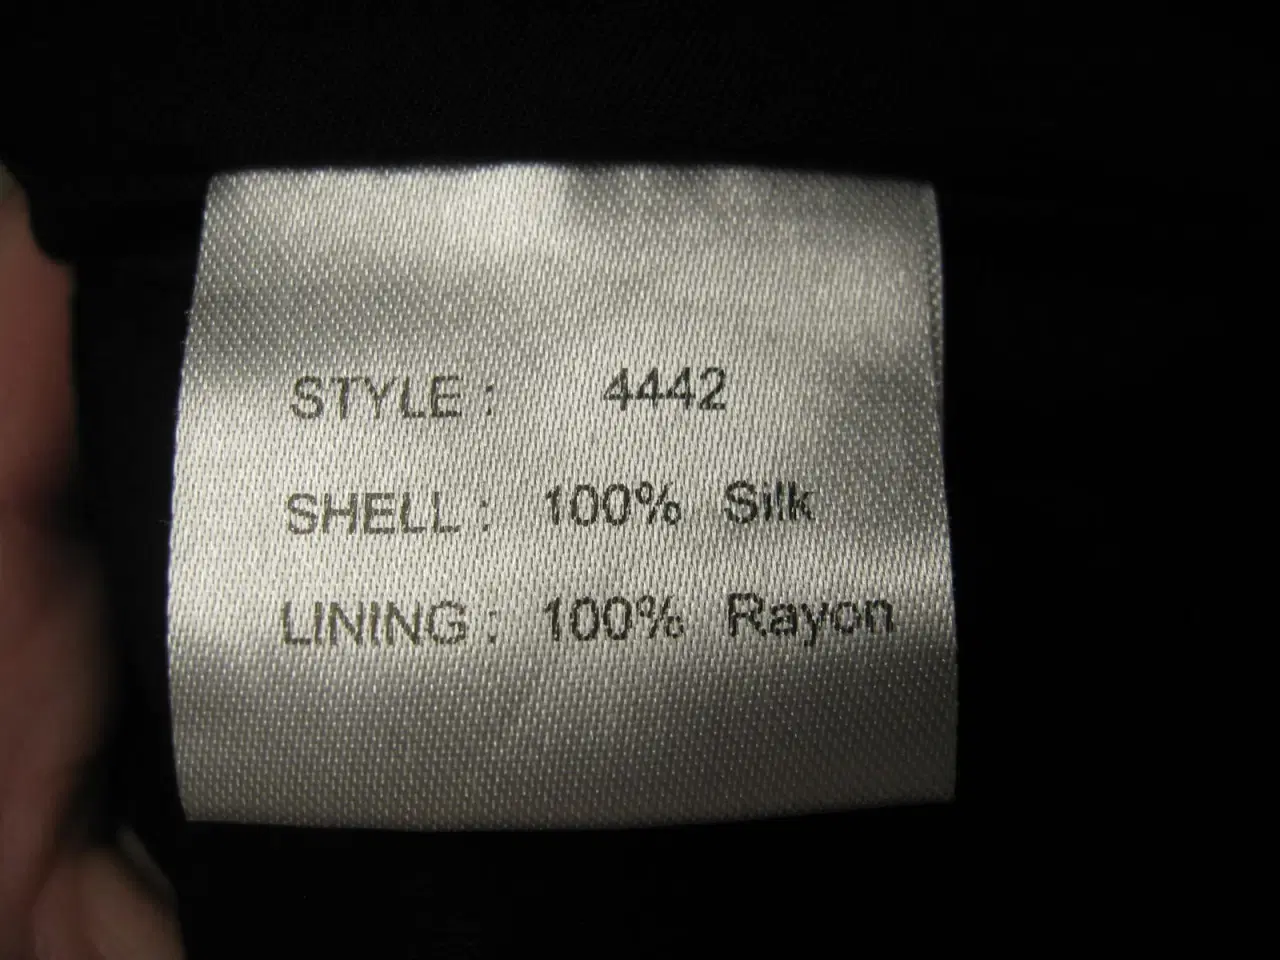 STYLE : 4442
SHELL : 100% Silk
LINING : 100% Rayon